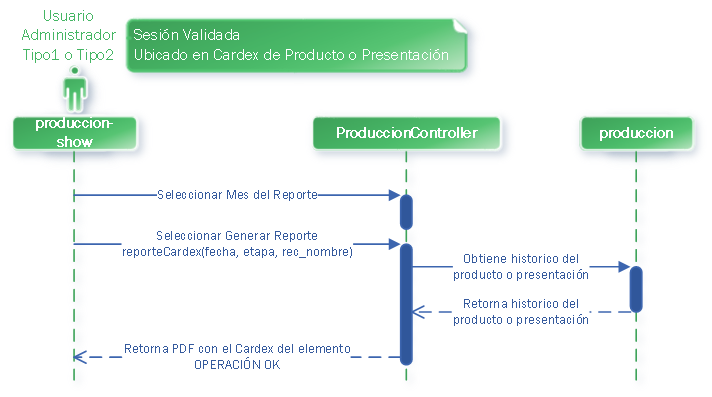 Usuario
Administrador
Tipo1 o Tipo2
Sesión Validada
Ubicado en Cardex de Producto o Presentación
produccion-
show
ProduccionController
produccion
Seleccionar Mes del Reporte
Seleccionar Generar Reporte
reporteCardex(fecha, etapa, rec_nombre)
Obtiene historico del
producto o presentación
Retorna historico del
producto o presentación
Retorna PDF con el Cardex del elemento
OPERACIÓN OK